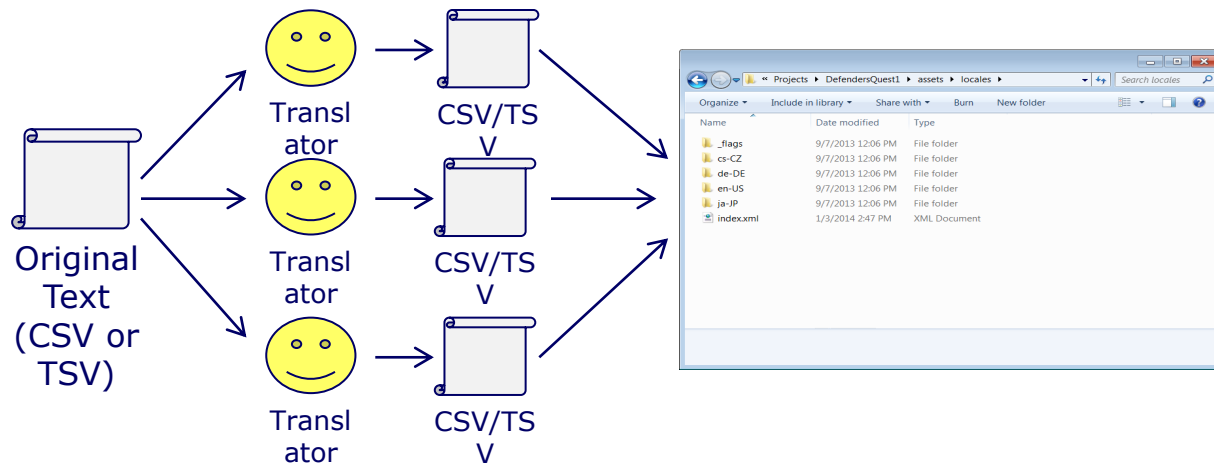 Original
Text
(CSV or
TSV)
Transl
ator
CSV/TS
V
Transl
ator
CSV/TS
V
Transl
ator
CSV/TS
V
« Projects ▸ DefendersQuest1 ▸ assets ▸ locales ▸
Search locales
Organize ▾ Include in library ▾ Share with ▾ Burn New folder
Name Date modified Type
_flags 9/7/2013 12:06 PM File folder
cs-CZ 9/7/2013 12:06 PM File folder
de-DE 9/7/2013 12:06 PM File folder
en-US 9/7/2013 12:06 PM File folder
ja-JP 9/7/2013 12:06 PM File folder
index.xml 1/3/2014 2:47 PM XML Document